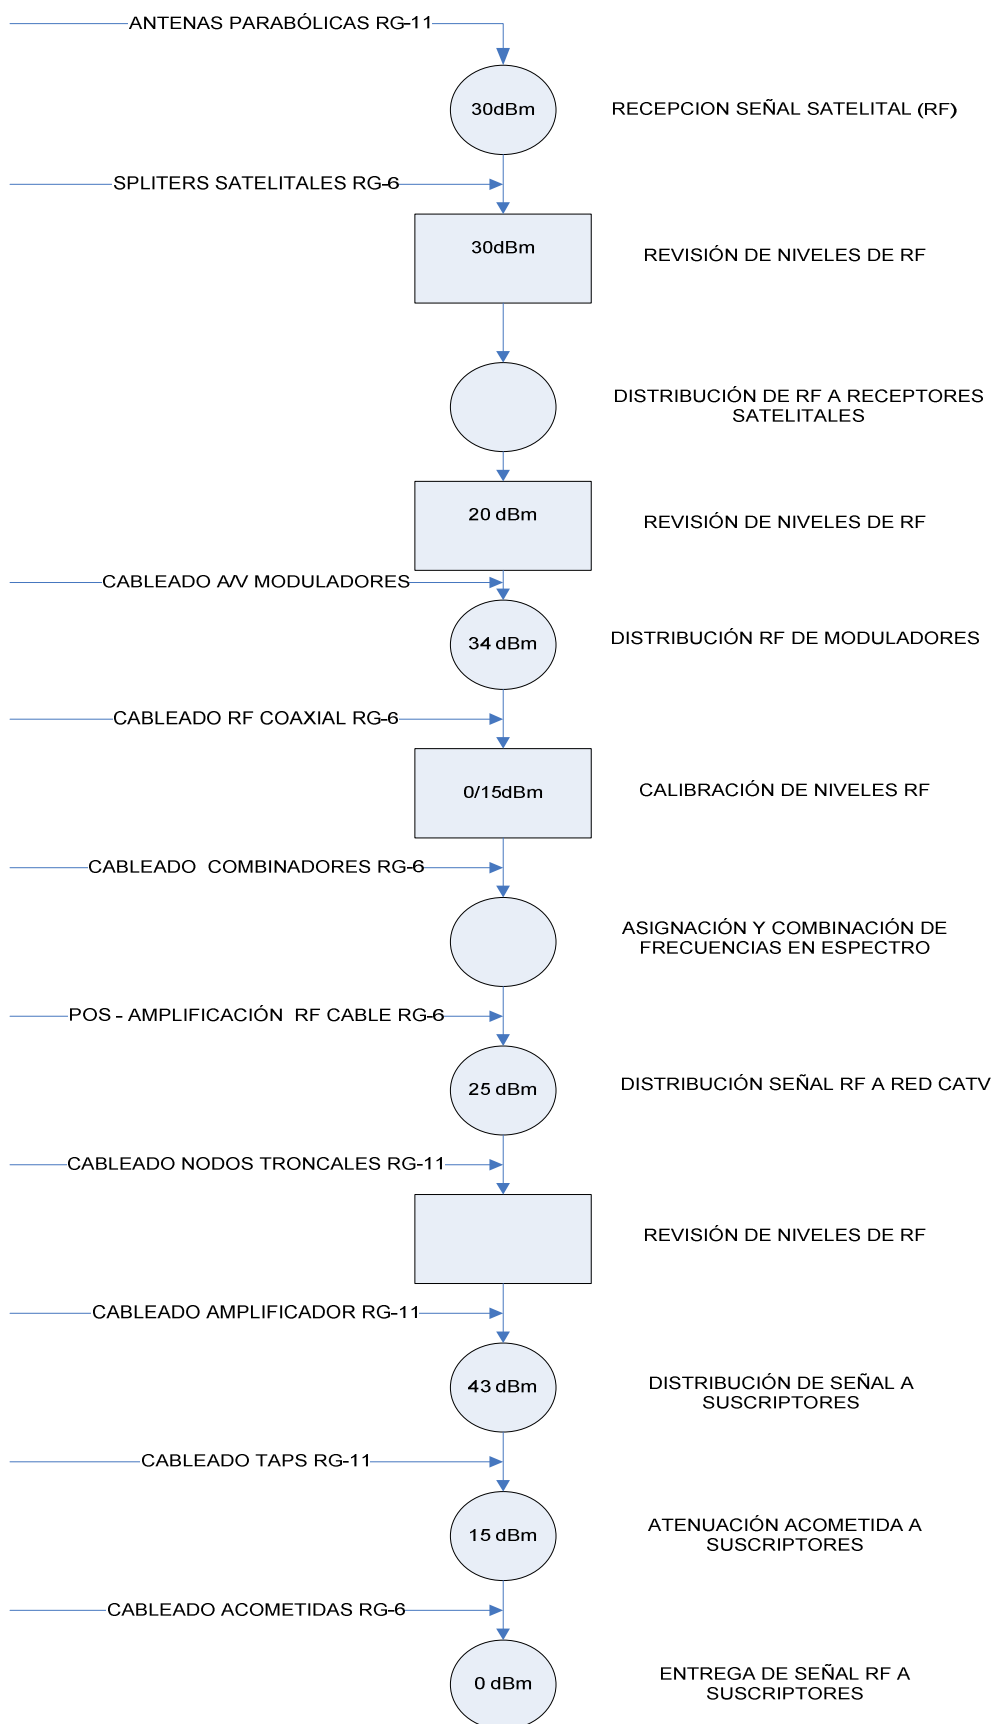 ANTENAS PARABÓLICAS RG-11
30dBm
RECEPCION SEÑAL SATELITAL (RF)
SPLITERS SATELITALES RG-6
30dBm
REVISIÓN DE NIVELES DE RF
DISTRIBUCIÓN DE RF A RECEPTORES
SATELITALES
20 dBm
REVISIÓN DE NIVELES DE RF
CABLEADO A/V MODULADORES
34 dBm
DISTRIBUCIÓN RF DE MODULADORES
CABLEADO RF COAXIAL RG-6
0/15dBm
CALIBRACIÓN DE NIVELES RF
CABLEADO COMBINADORES RG-6
ASIGNACIÓN Y COMBINACIÓN DE
FRECUENCIAS EN ESPECTRO
POS - AMPLIFICACIÓN RF CABLE RG-6
25 dBm
DISTRIBUCIÓN SEÑAL RF A RED CATV
CABLEADO NODOS TRONCALES RG-11
REVISIÓN DE NIVELES DE RF
CABLEADO AMPLIFICADOR RG-11
43 dBm
DISTRIBUCIÓN DE SEÑAL A
SUSCRIPTORES
CABLEADO TAPS RG-11
15 dBm
ATENUACIÓN ACOMETIDA A
SUSCRIPTORES
CABLEADO ACOMETIDAS RG-6
0 dBm
ENTREGA DE SEÑAL RF A
SUSCRIPTORES